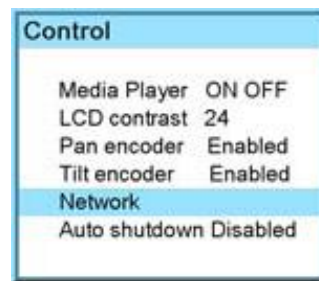 Control
Media Player ON OFF
LCD contrast 24
Pan encoder Enabled
Tilt encoder Enabled
Network
Auto shutdown Disabled